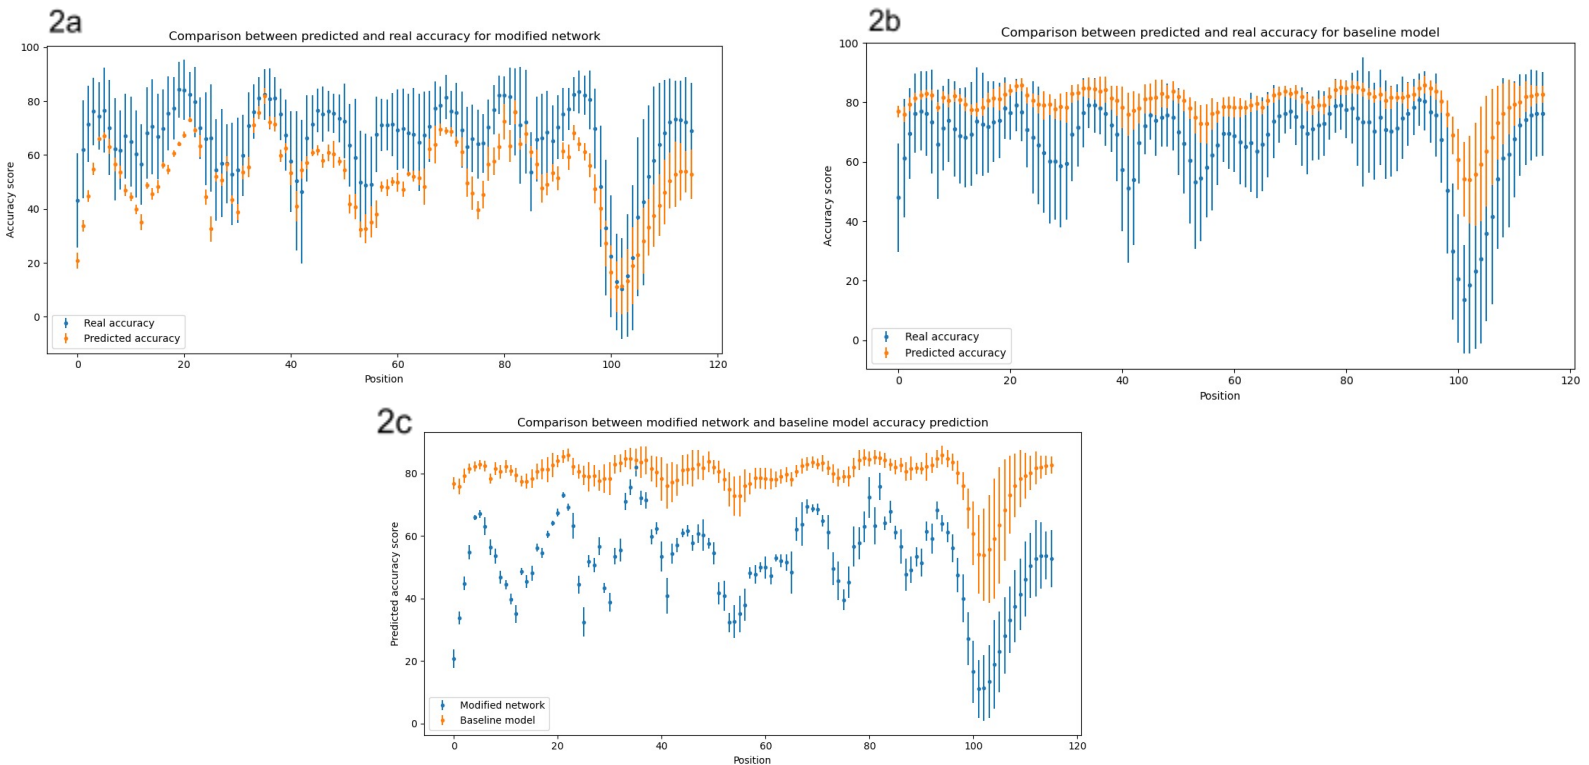 2a
Comparison between predicted and real accuracy for modified network
Accuracy score
100
80
60
40
20
0
Real accuracy
Predicted accuracy
0 20 40 60 80 100 120
Position
2b
Comparison between predicted and real accuracy for baseline model
Accuracy score
100
80
60
40
20
0
Real accuracy
Predicted accuracy
0 20 40 60 80 100 120
Position
2c
Comparison between modified network and baseline model accuracy prediction
Predicted accuracy score
80
60
40
20
0
Modified network
Baseline model
0 20 40 60 80 100 120
Position